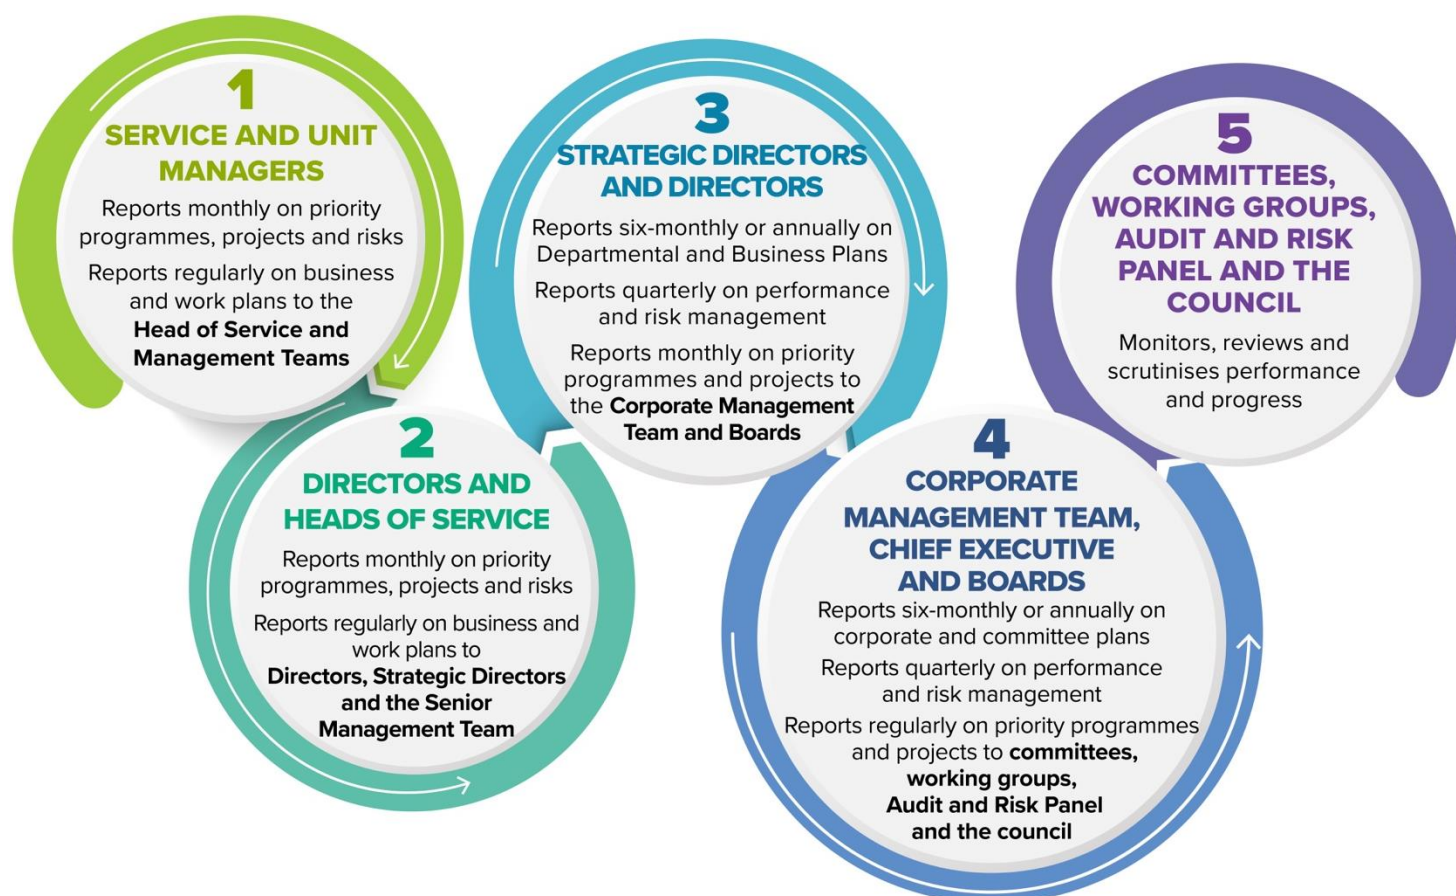 1
SERVICE AND UNIT
MANAGERS
Reports monthly on priority
programmes, projects and risks
Reports regularly on business
and work plans to the
Head of Service and
Management Teams
2
DIRECTORS AND
HEADS OF SERVICE
Reports monthly on priority
programmes, projects and risks
Reports regularly on business and
work plans to
Directors, Strategic Directors
and the Senior
Management Team
3
STRATEGIC DIRECTORS
AND DIRECTORS
Reports six-monthly or annually on
Departmental and Business Plans
Reports quarterly on performance
and risk management
Reports monthly on priority
programmes and projects to
the Corporate Management
Team and Boards
4
CORPORATE
MANAGEMENT TEAM,
CHIEF EXECUTIVE
AND BOARDS
Reports six-monthly or annually on
corporate and committee plans
Reports quarterly on performance
and risk management
Reports regularly on priority programmes
and projects to committees,
working groups,
Audit and Risk Panel
and the council
5
COMMITTEES,
WORKING GROUPS,
AUDIT AND RISK
PANEL AND THE
COUNCIL
Monitors, reviews and
scrutinises performance
and progress